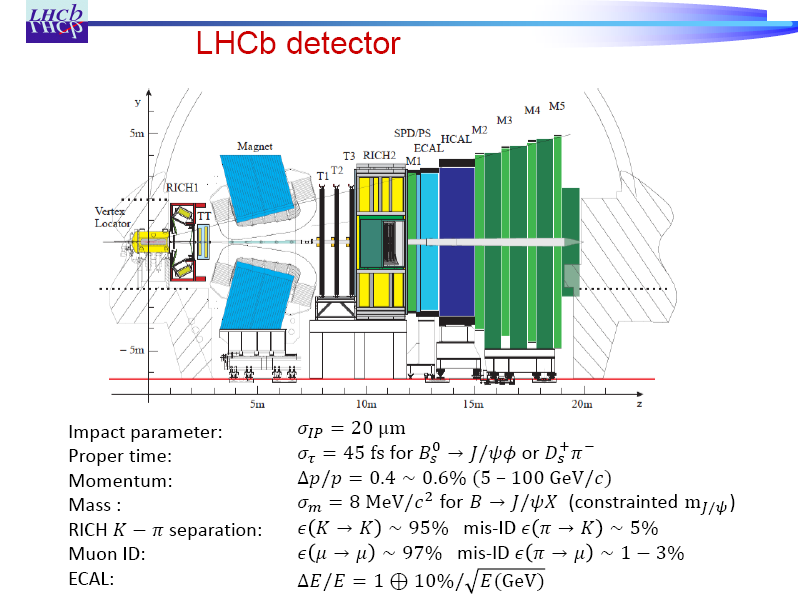 LHCb
LHCb
LHCb detector
y
5m
Magnet
RICH1
Vertex
Locator
TT
T1 T2 T3 RICH2
M1
SPD/PS
ECAL
HCAL
M2
M3
M4 M5
− 5m
5m 10m 15m 20m z
Impact parameter: σ_IP = 20 μm
Proper time: σ_τ = 45 fs for B_s^0 → J/ψϕ or D_s^+π^−
Momentum: Δp/p = 0.4 ~ 0.6% (5 – 100 GeV/c)
Mass : σ_m = 8 MeV/c^2 for B → J/ψX (constrainted m_J/ψ)
RICH K − π separation: ϵ(K → K) ~ 95% mis-ID ϵ(π → K) ~ 5%
Muon ID: ϵ(μ → μ) ~ 97% mis-ID ϵ(π → μ) ~ 1 − 3%
ECAL: ΔE/E = 1 ⊕ 10%/√E(GeV)